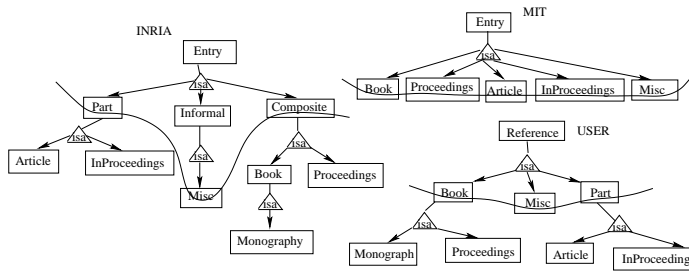 INRIA
Entry
isa
Part
Informal
Composite
isa
isa
isa
Article
InProceedings
Misc
Book
Proceedings
isa
Monography
MIT
Entry
isa
Book
Proceedings
Article
InProceedings
Misc
USER
Reference
isa
Book
Misc
Part
isa
isa
Monograph
Proceedings
Article
InProceeding